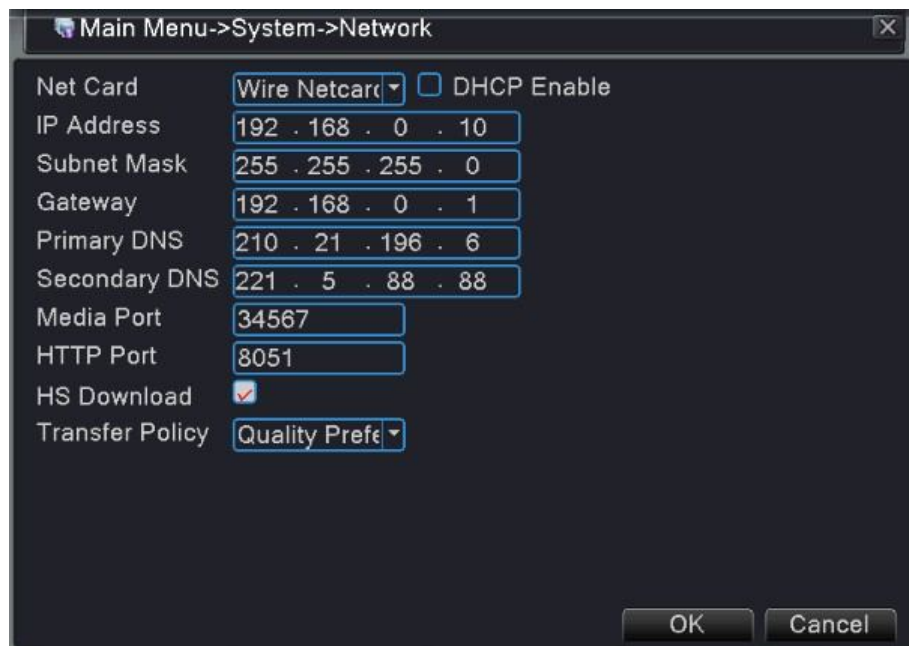 Main Menu->System->Network
Net Card Wire Netcard DHCP Enable
IP Address 192 . 168 . 0 . 10
Subnet Mask 255 . 255 . 255 . 0
Gateway 192 . 168 . 0 . 1
Primary DNS 210 . 21 . 196 . 6
Secondary DNS 221 . 5 . 88 . 88
Media Port 34567
HTTP Port 8051
HS Download
Transfer Policy Quality Prefe
OK Cancel